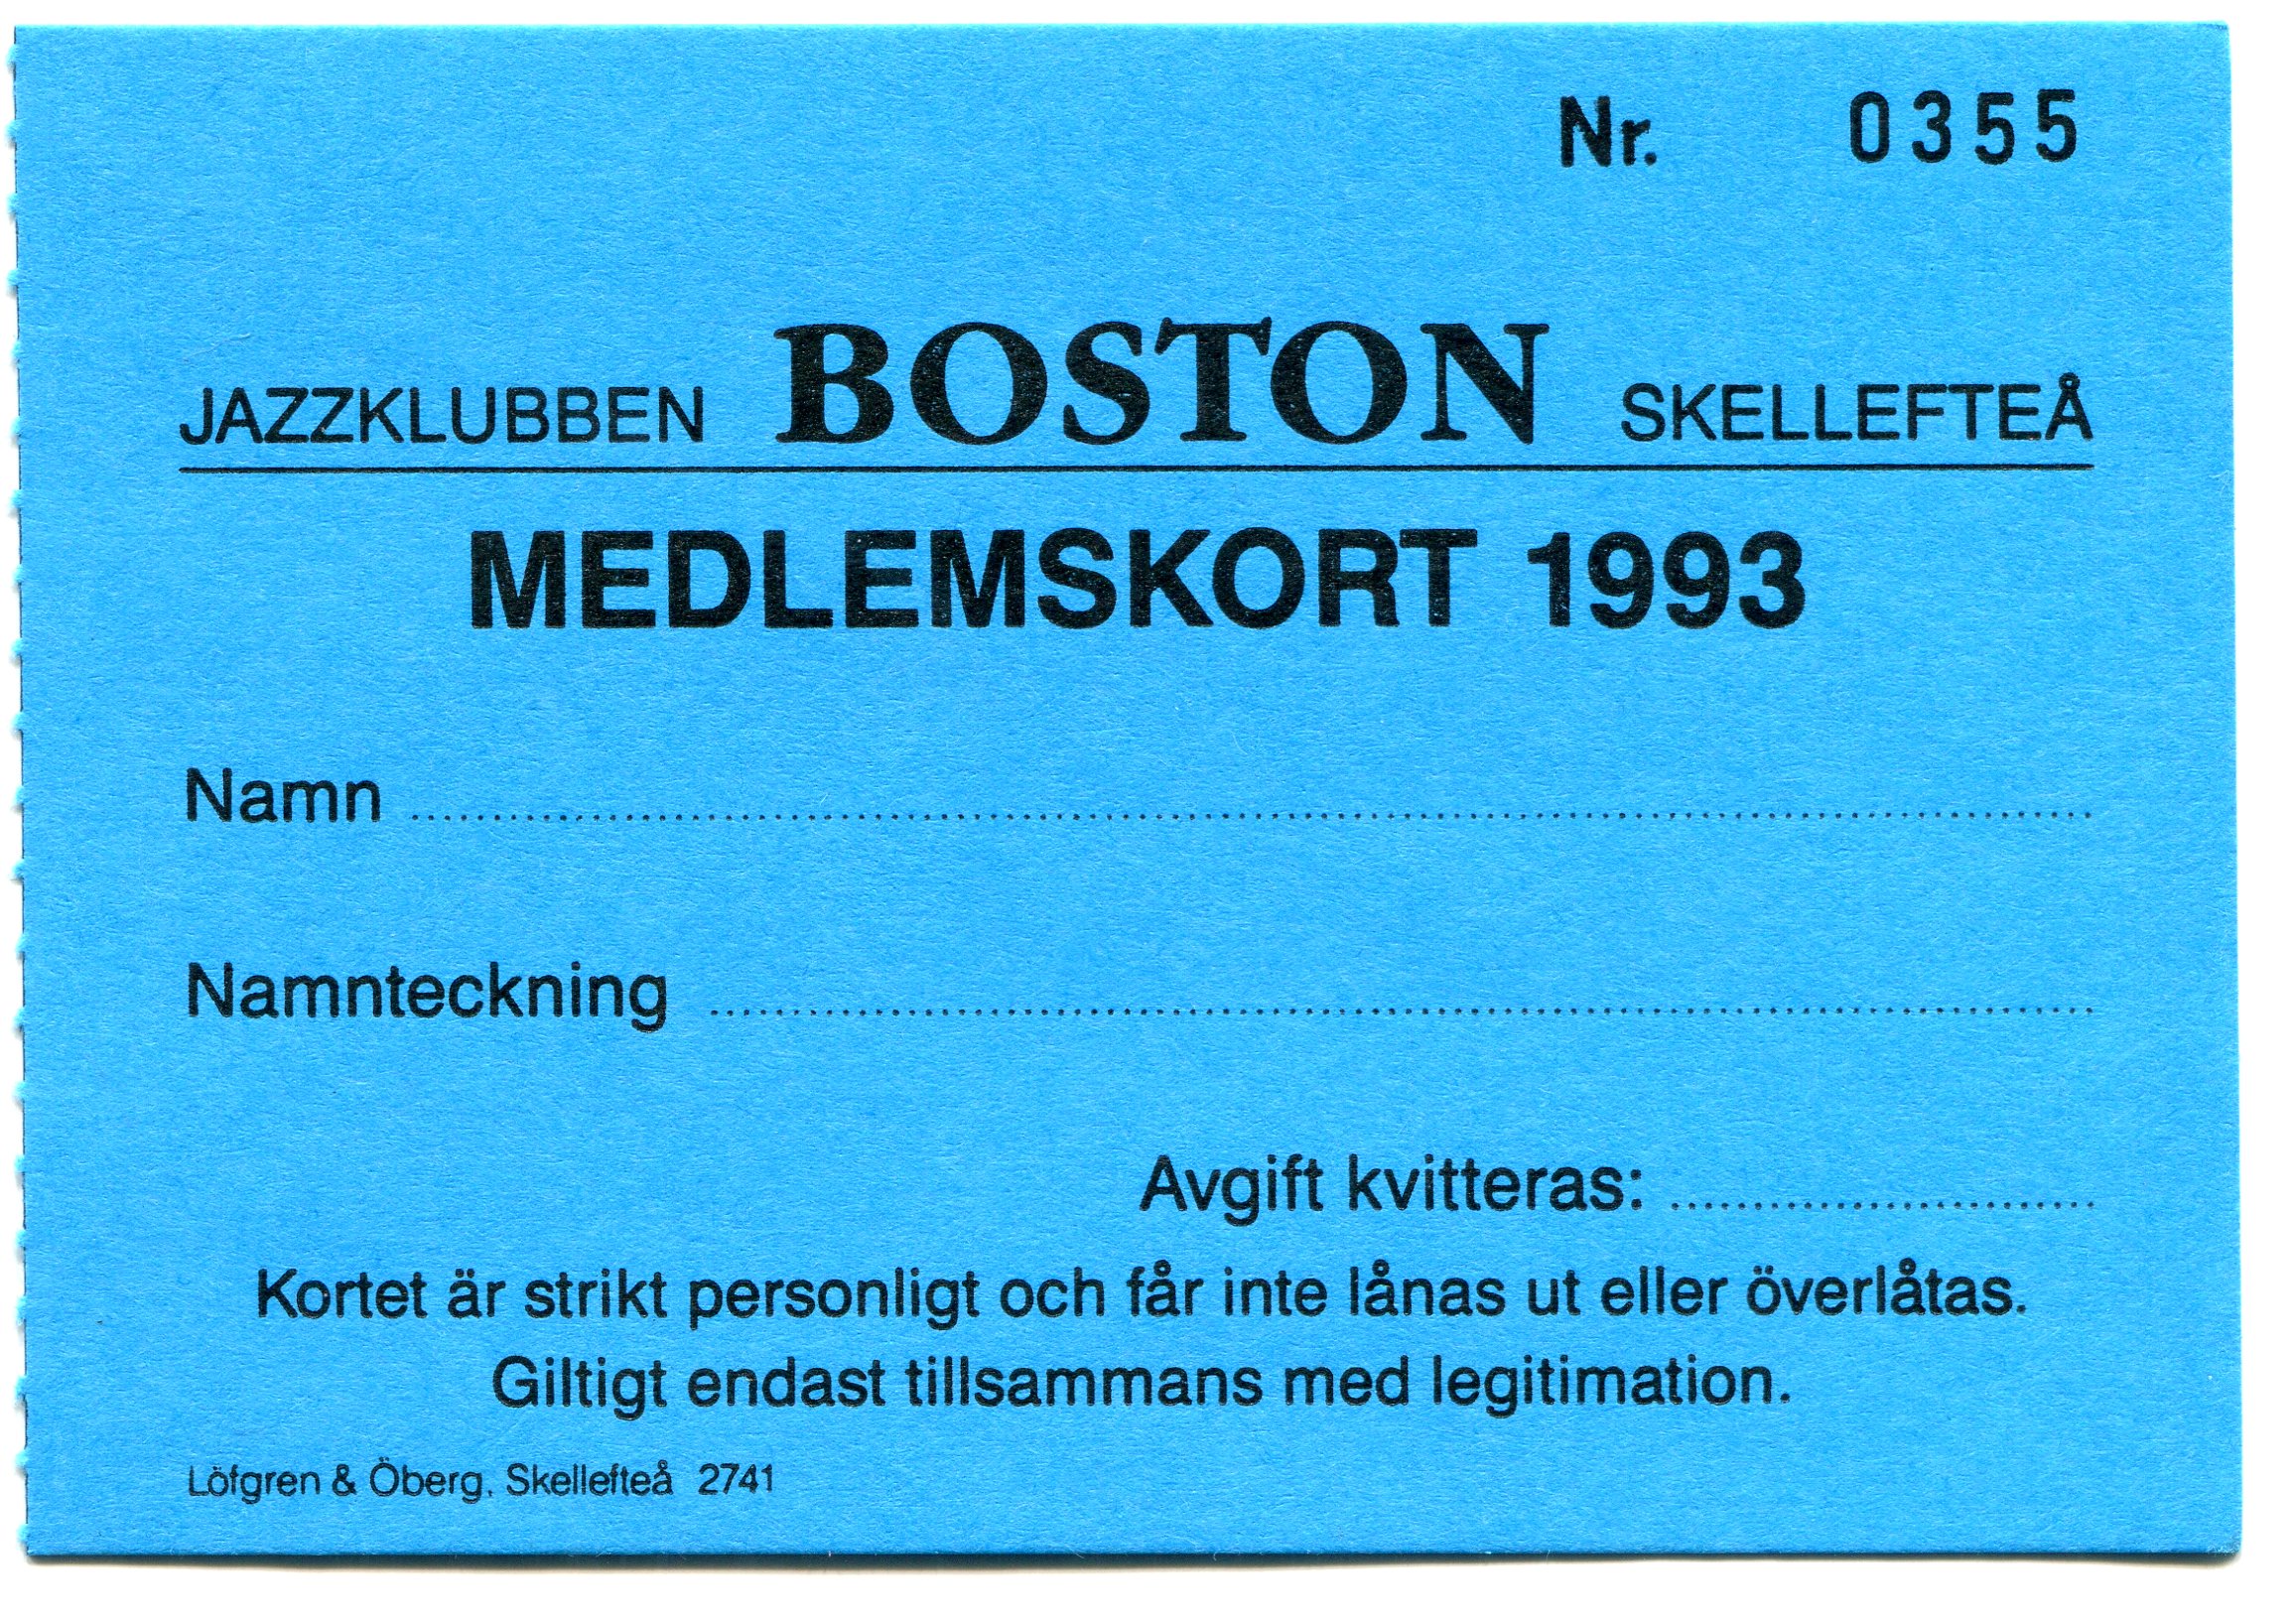 Nr. 0355
JAZZKLUBBEN BOSTON SKELLEFTEÅ
MEDLEMSKORT 1993
Namn
Namnteckning
Avgift kvitteras:
Kortet är strikt personligt och får inte lånas ut eller överlåtas.
Giltigt endast tillsammans med legitimation.
Löfgren & Öberg, Skellefteå 2741